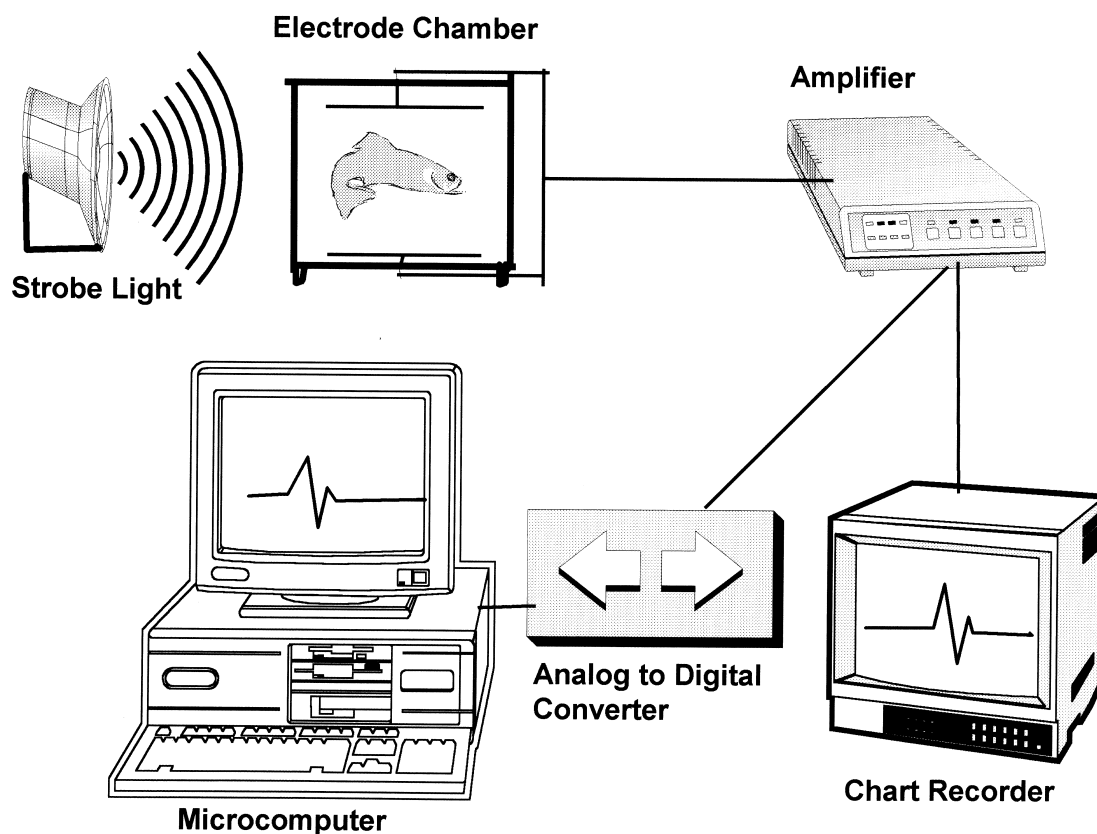 Electrode Chamber
Amplifier
Strobe Light
Analog to Digital
Converter
Chart Recorder
Microcomputer